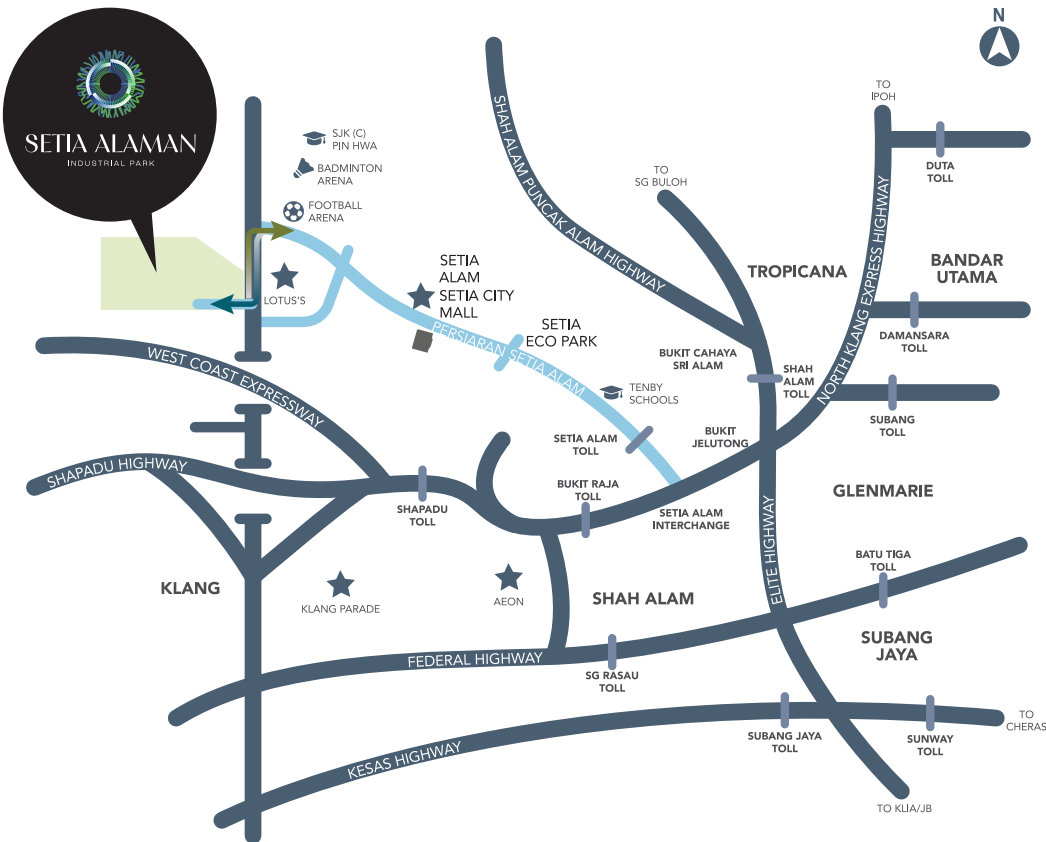 SETIA ALAMAN
INDUSTRIAL PARK
N
SJK (C)
PIN HWA
BADMINTON
ARENA
FOOTBALL
ARENA
LOTUS'S
SETIA
ALAM
SETIA CITY
MALL
SETIA
ECO PARK
PERSIARAN SETIA ALAM
TENBY
SCHOOLS
SETIA ALAM
TOLL
SHAH ALAM PUNCAK ALAM HIGHWAY
TO
SG BULOH
TO
IPOH
DUTA
TOLL
TROPICANA
BANDAR
UTAMA
NORTH KLANG EXPRESS HIGHWAY
DAMANSARA
TOLL
BUKIT CAHAYA
SRI ALAM
SHAH
ALAM
TOLL
SUBANG
TOLL
BUKIT
JELUTONG
WEST COAST EXPRESSWAY
SHAPADU HIGHWAY
SHAPADU
TOLL
BUKIT RAJA
TOLL
SETIA ALAM
INTERCHANGE
GLENMARIE
ELITE HIGHWAY
BATU TIGA
TOLL
KLANG
KLANG PARADE
AEON
SHAH ALAM
SUBANG
JAYA
FEDERAL HIGHWAY
SG RASAU
TOLL
KESAS HIGHWAY
SUBANG JAYA
TOLL
SUNWAY
TOLL
TO
CHERAS
TO KLIA/JB